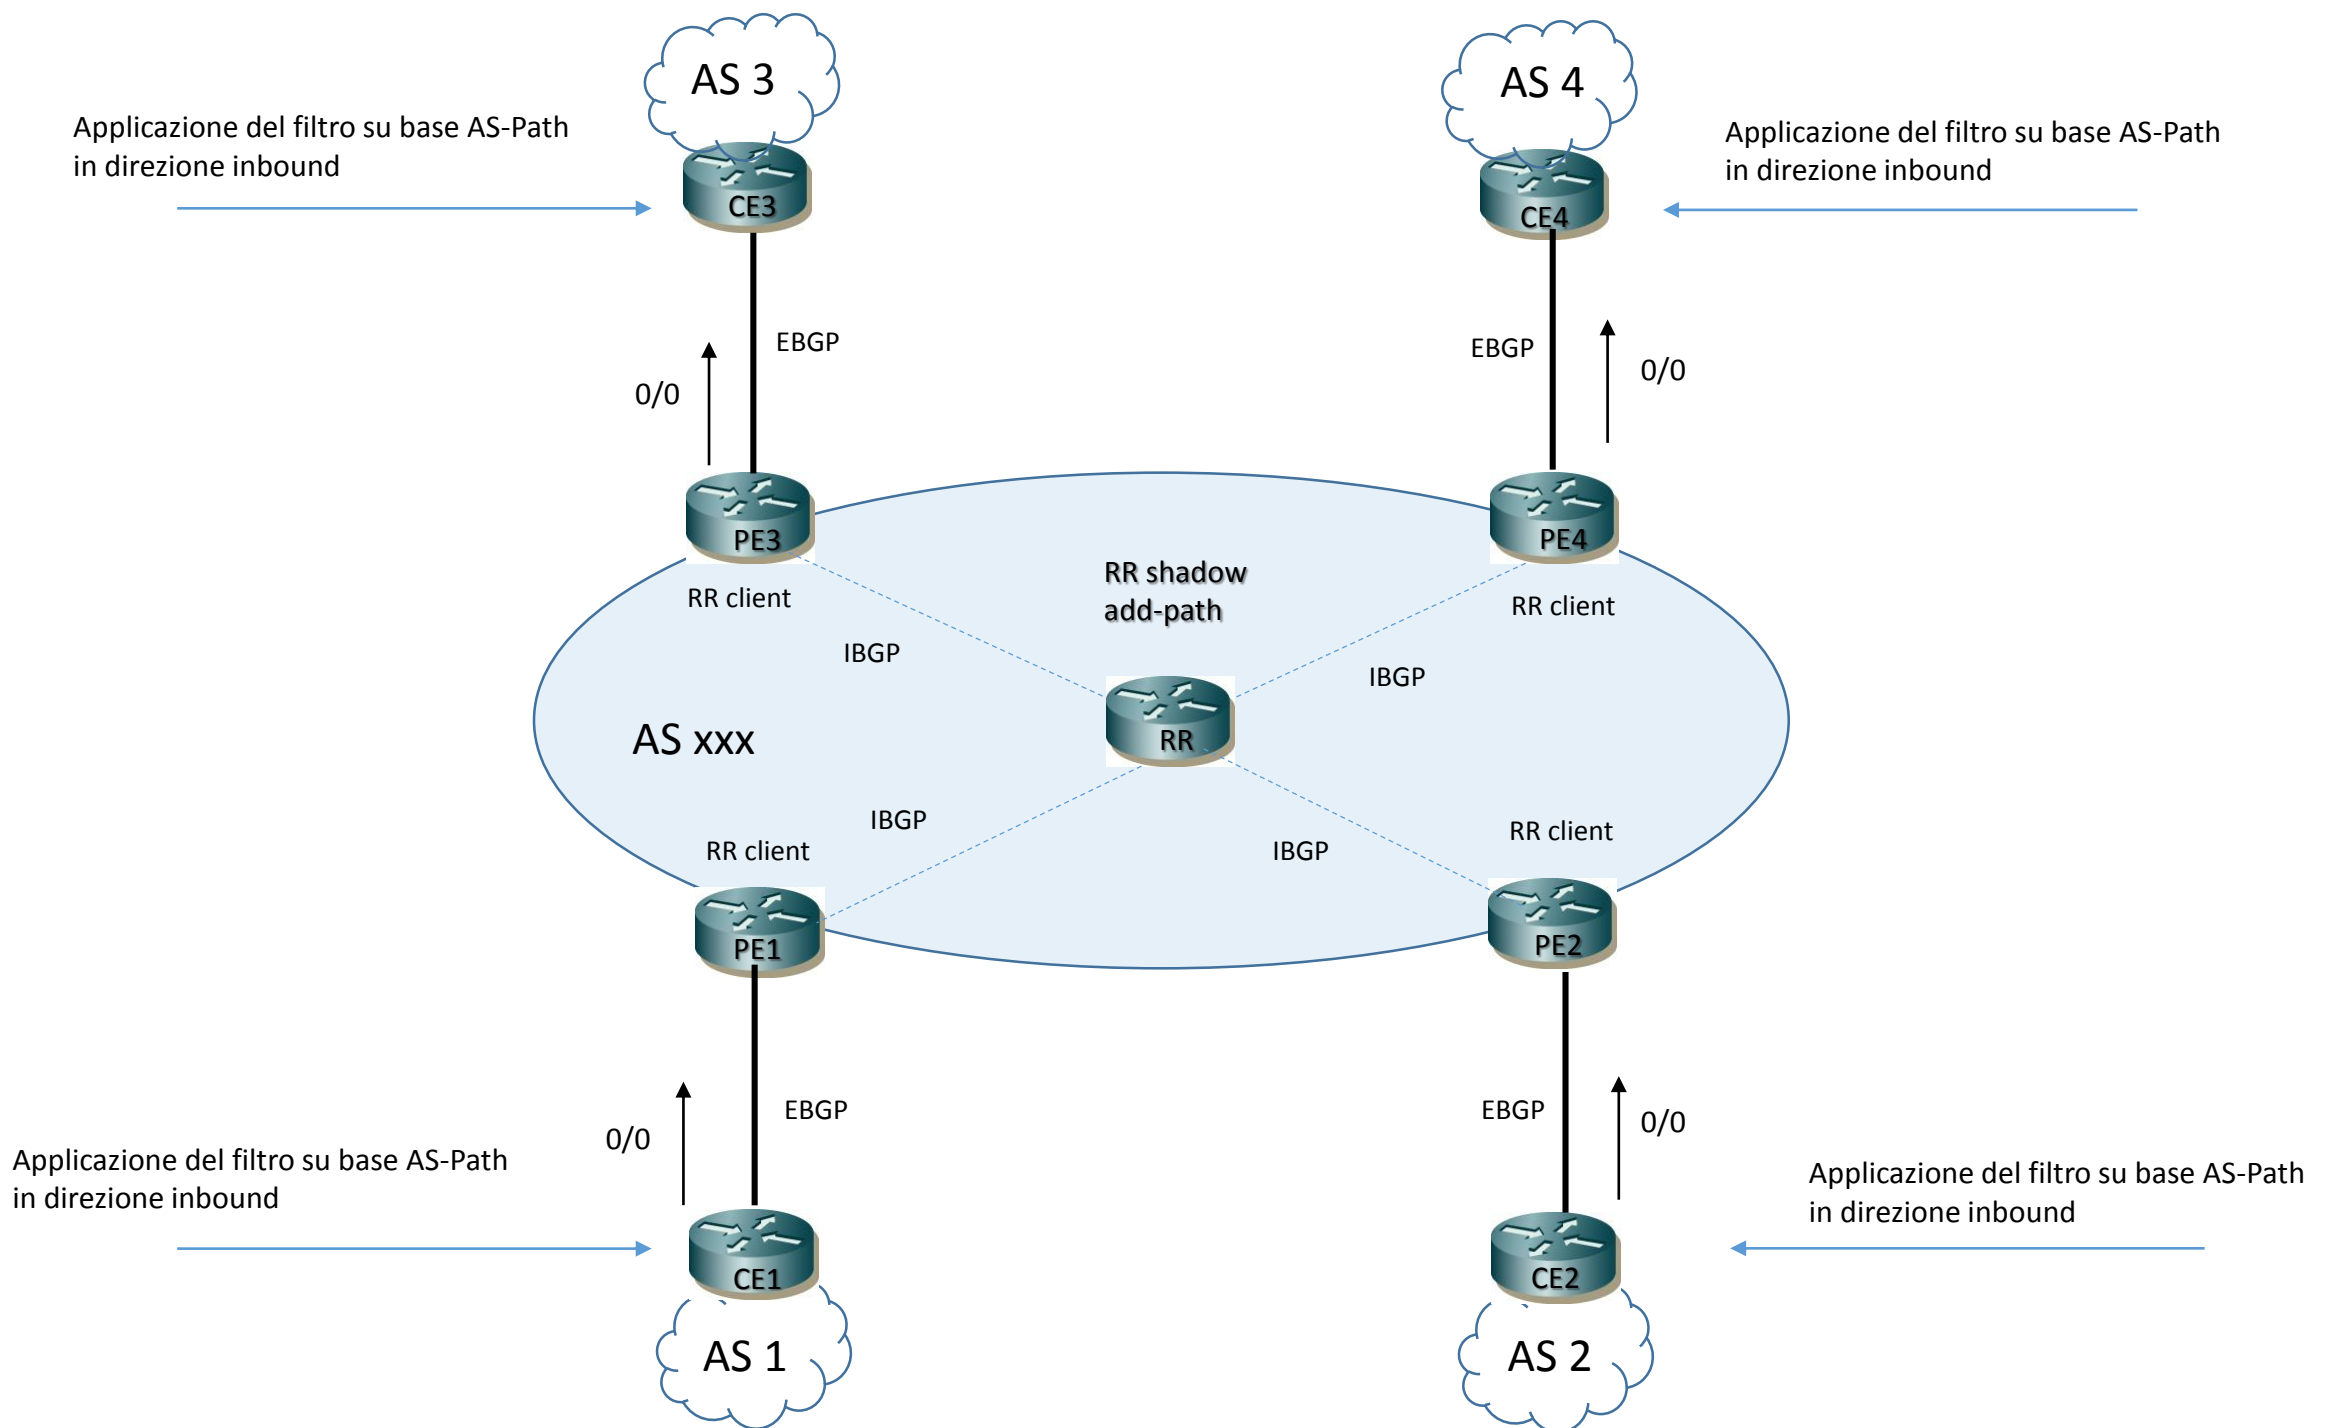 AS 3
AS 4
Applicazione del filtro su base AS-Path
in direzione inbound
Applicazione del filtro su base AS-Path
in direzione inbound
CE3
CE4
EBGP
EBGP
0/0
0/0
PE3
PE4
RR client
RR shadow
add-path
RR client
IBGP
IBGP
AS xxx
RR
IBGP
IBGP
RR client
RR client
PE1
PE2
EBGP
EBGP
0/0
0/0
Applicazione del filtro su base AS-Path
in direzione inbound
Applicazione del filtro su base AS-Path
in direzione inbound
CE1
CE2
AS 1
AS 2